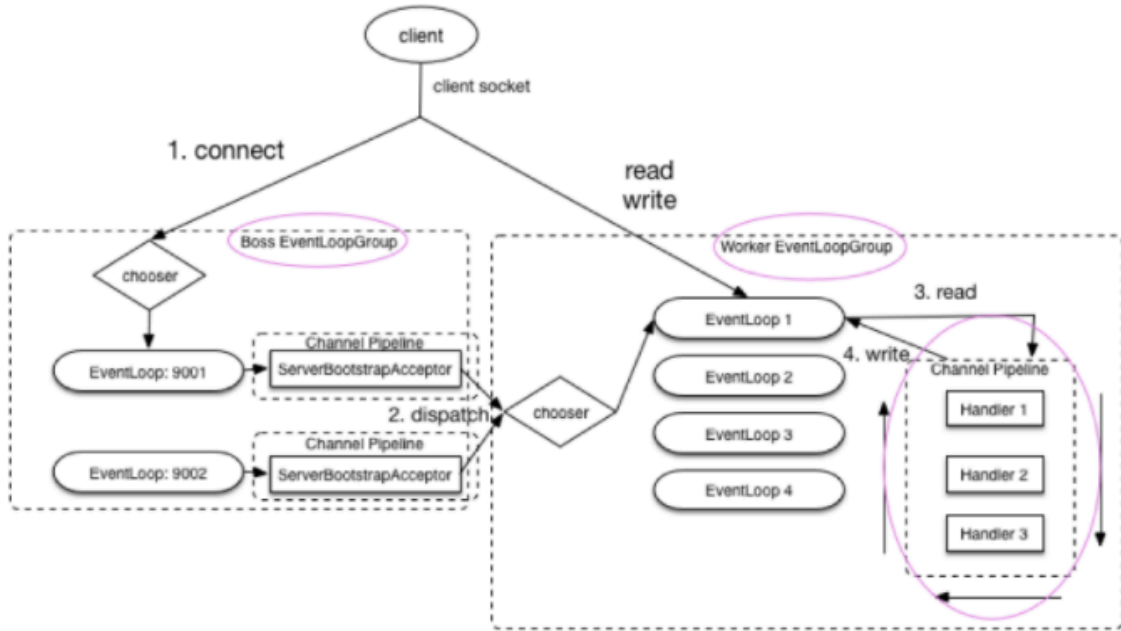 client
client socket
1. connect
read
write
Boss EventLoopGroup
Worker EventLoopGroup
chooser
EventLoop: 9001
Channel Pipeline
ServerBootstrapAcceptor
2. dispatch
EventLoop: 9002
Channel Pipeline
ServerBootstrapAcceptor
chooser
EventLoop 1
EventLoop 2
EventLoop 3
EventLoop 4
3. read
4. write
Channel Pipeline
Handler 1
Handler 2
Handler 3